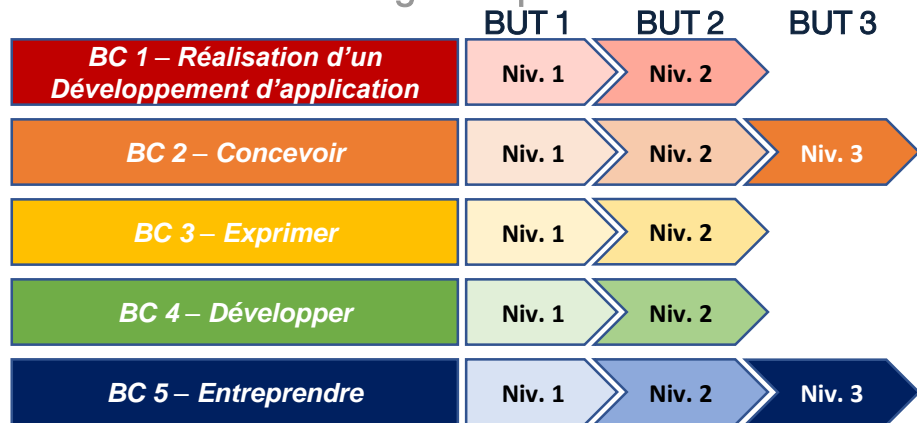 BUT 1 BUT 2 BUT 3
BC 1 – Réalisation d’un
Développement d’application
Niv. 1 Niv. 2
BC 2 – Concevoir Niv. 1 Niv. 2 Niv. 3
BC 3 – Exprimer Niv. 1 Niv. 2
BC 4 – Développer Niv. 1 Niv. 2
BC 5 – Entreprendre Niv. 1 Niv. 2 Niv. 3